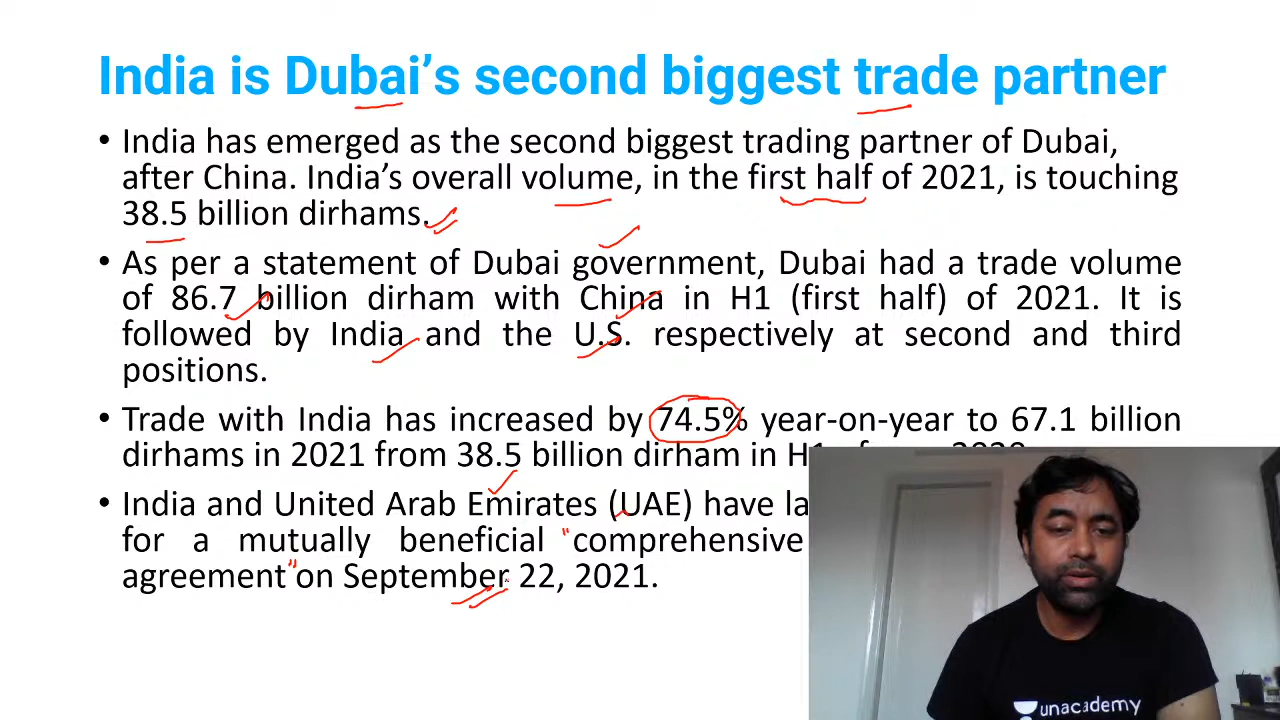 India is Dubai's second biggest trade partner
• India has emerged as the second biggest trading partner of Dubai,
after China. India's overall volume, in the first half of 2021, is touching
38.5 billion dirhams.
• As per a statement of Dubai government, Dubai had a trade volume
of 86.7 billion dirham with China in H1 (first half) of 2021. It is
followed by India and the U.S. respectively at second and third
positions.
• Trade with India has increased by 74.5% year-on-year to 67.1 billion
dirhams in 2021 from 38.5 billion dirham in
• India and United Arab Emirates (UAE) have
for a mutually beneficial "comprehensive
agreement" on September 22, 2021.
unacademy